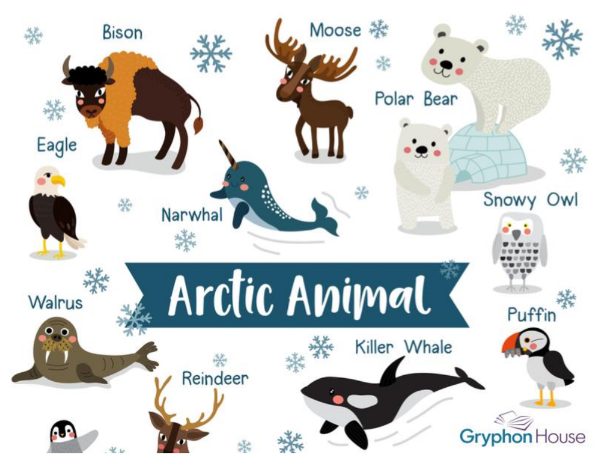 Bison
Moose
Polar Bear
Eagle
Narwhal
Snowy Owl
Arctic Animal
Walrus
Puffin
Killer Whale
Reindeer
Gryphon House